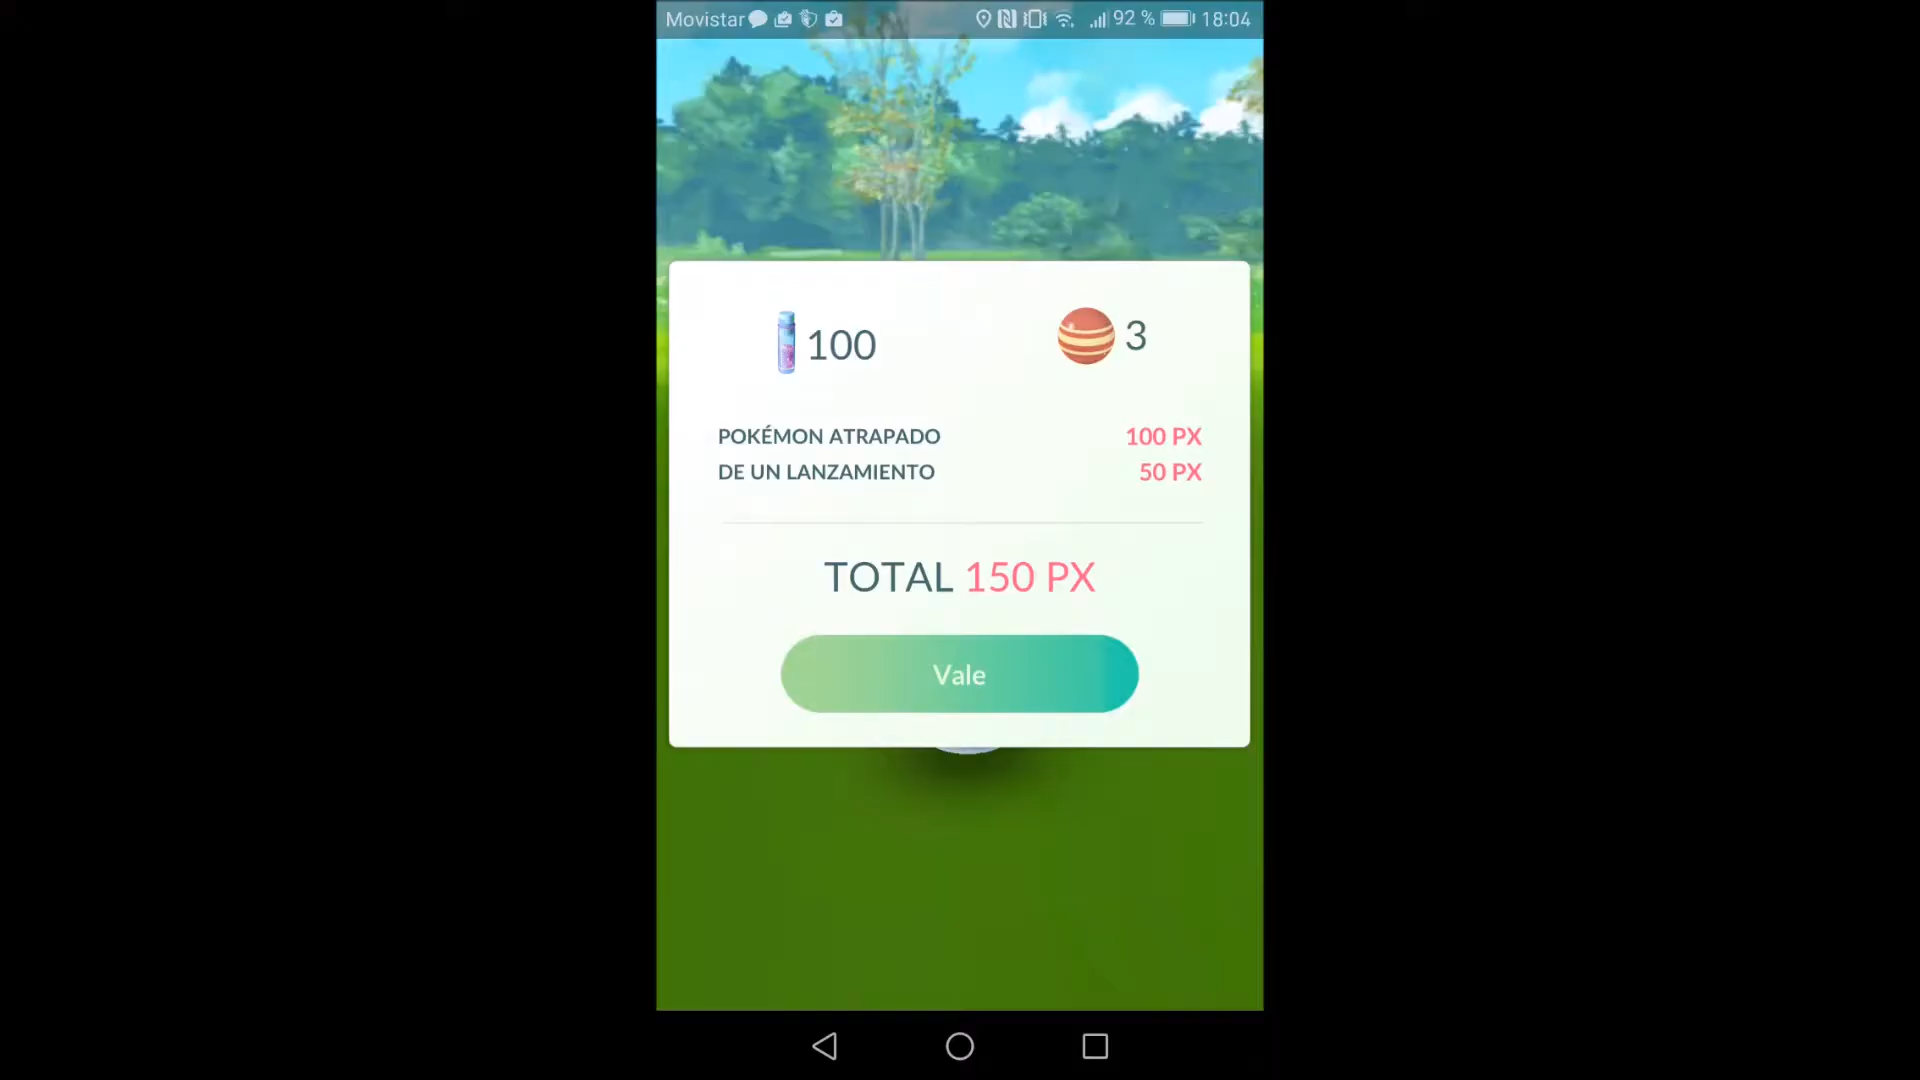 Movistar 92 % 18:04
100 3
POKÉMON ATRAPADO 100 PX
DE UN LANZAMIENTO 50 PX
TOTAL 150 PX
Vale